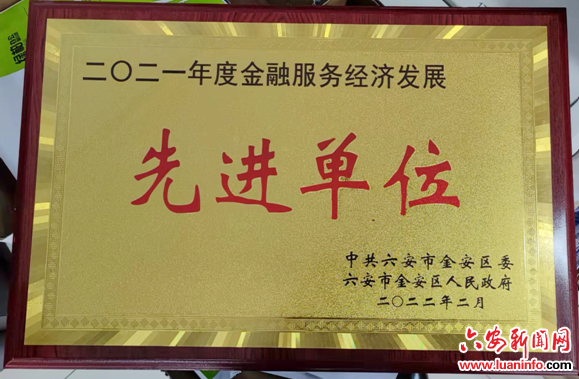 二〇二一年度金融服务经济发展
先进单位
中共六安市金安区委
六安市金安区人民政府
二〇二二年二月
六安新闻网
www.luaninfo.com